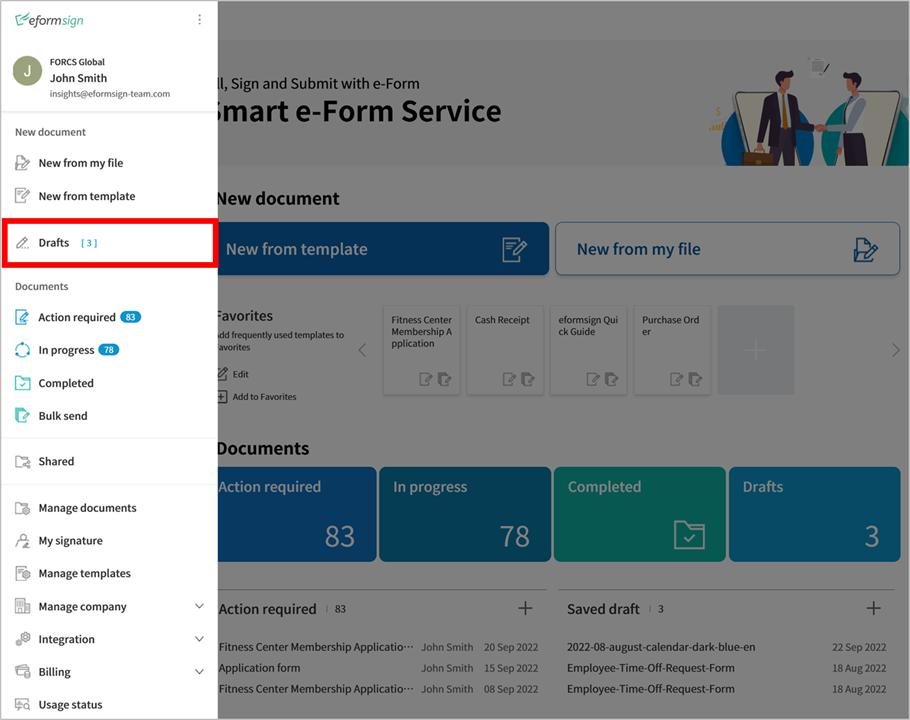 eformsign
J
FORCS Global
John Smith
insights@eformsign-team.com
New document
New from my file
New from template
Drafts [ 3 ]
Documents
Action required 83
In progress 78
Completed
Bulk send
Shared
Manage documents
My signature
Manage templates
Manage company
Integration
Billing
Usage status
ll, Sign and Submit with e-Form
Smart e-Form Service
New document
New from template
New from my file
Favorites
Add frequently used templates to
Favorites
Edit
Add to Favorites
Fitness Center
Membership A
pplication
Cash Receipt
eformsign Qui
ck Guide
Purchase Ord
er
Documents
Action required
83
In progress
78
Completed
Drafts
3
Action required 83
Fitness Center Membership Applicatio··· John Smith 20 Sep 2022
Application form John Smith 15 Sep 2022
Fitness Center Membership Applicatio··· John Smith 08 Sep 2022
Saved draft 3
2022-08-august-calendar-dark-blue-en 22 Sep 2022
Employee-Time-Off-Request-Form 18 Aug 2022
Employee-Time-Off-Request-Form 18 Aug 2022